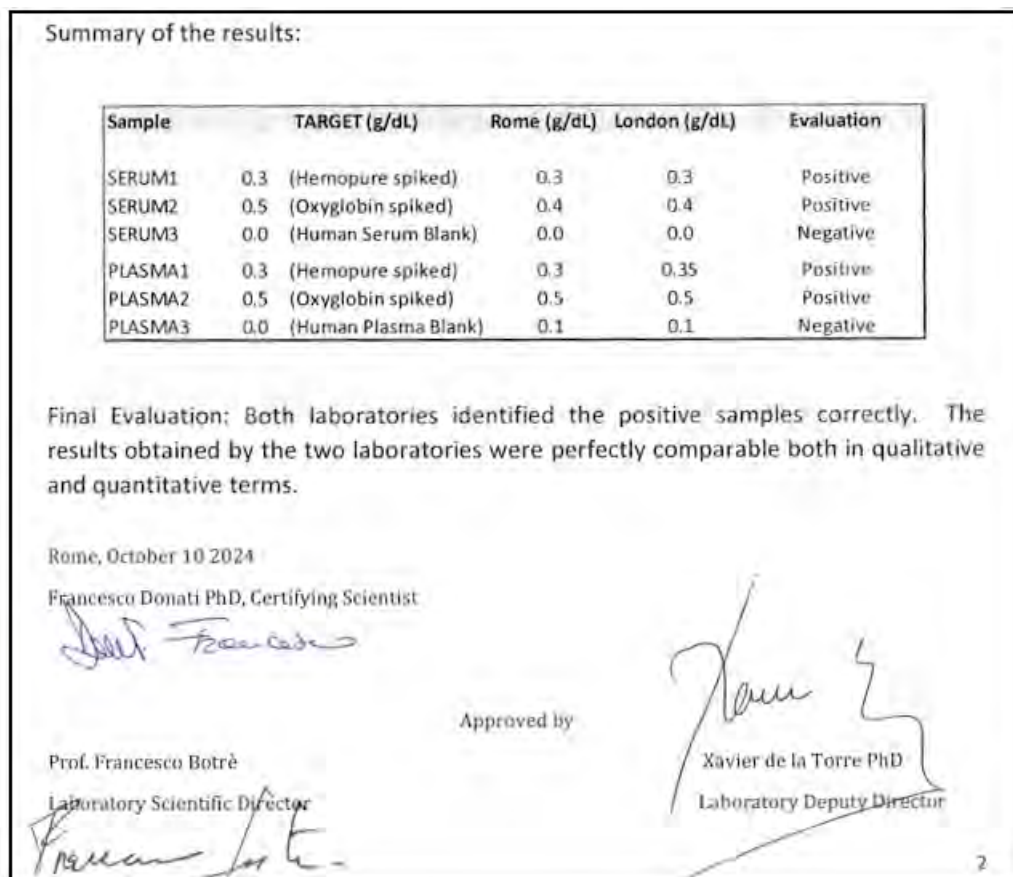 Summary of the results:
Sample TARGET (g/dL) Rome (g/dL) London (g/dL) Evaluation
SERUM1 0.3 (Hemopure spiked) 0.3 0.3 Positive
SERUM2 0.5 (Oxyglobin spiked) 0.4 0.4 Positive
SERUM3 0.0 (Human Serum Blank) 0.0 0.0 Negative
PLASMA1 0.3 (Hemopure spiked) 0.3 0.35 Positive
PLASMA2 0.5 (Oxyglobin spiked) 0.5 0.5 Positive
PLASMA3 0.0 (Human Plasma Blank) 0.1 0.1 Negative
Final Evaluation: Both laboratories identified the positive samples correctly. The
results obtained by the two laboratories were perfectly comparable both in qualitative
and quantitative terms.
Rome, October 10 2024
Francesco Donati PhD, Certifying Scientist
Approved by
Prof. Francesco Botrè Xavier de la Torre PhD
Laboratory Scientific Director Laboratory Deputy Director
2